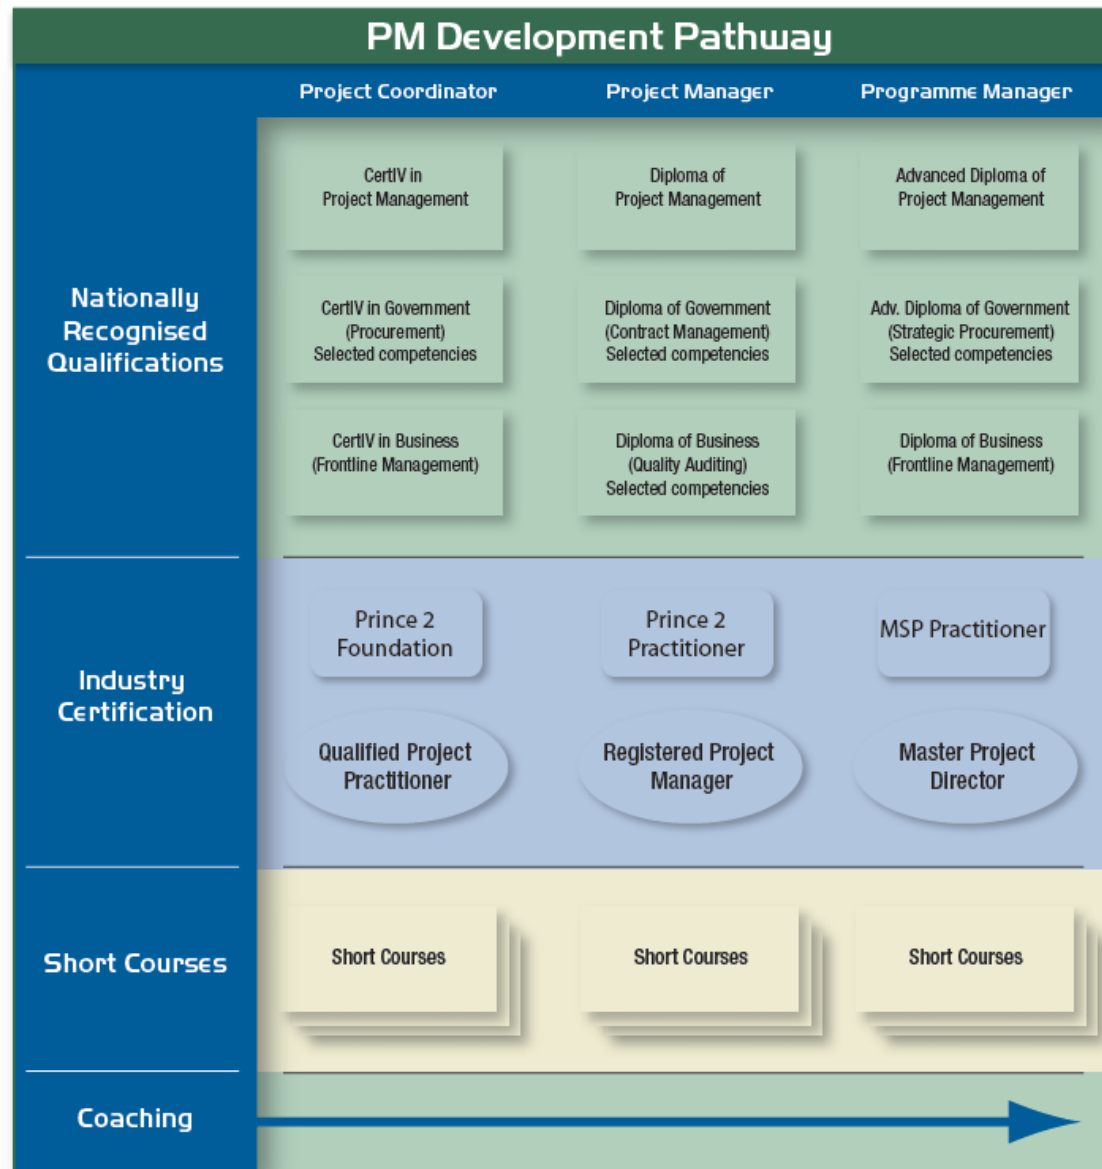 PM Development Pathway
Project Coordinator
Project Manager
Programme Manager
Nationally
Recognised
Qualifications
CertIV in
Project Management
Diploma of
Project Management
Advanced Diploma of
Project Management
CertIV in Government
(Procurement)
Selected competencies
Diploma of Government
(Contract Management)
Selected competencies
Adv. Diploma of Government
(Strategic Procurement)
Selected competencies
CertIV in Business
(Frontline Management)
Diploma of Business
(Quality Auditing)
Selected competencies
Diploma of Business
(Frontline Management)
Industry
Certification
Prince 2
Foundation
Prince 2
Practitioner
MSP Practitioner
Qualified Project
Practitioner
Registered Project
Manager
Master Project
Director
Short Courses
Short Courses
Short Courses
Short Courses
Coaching